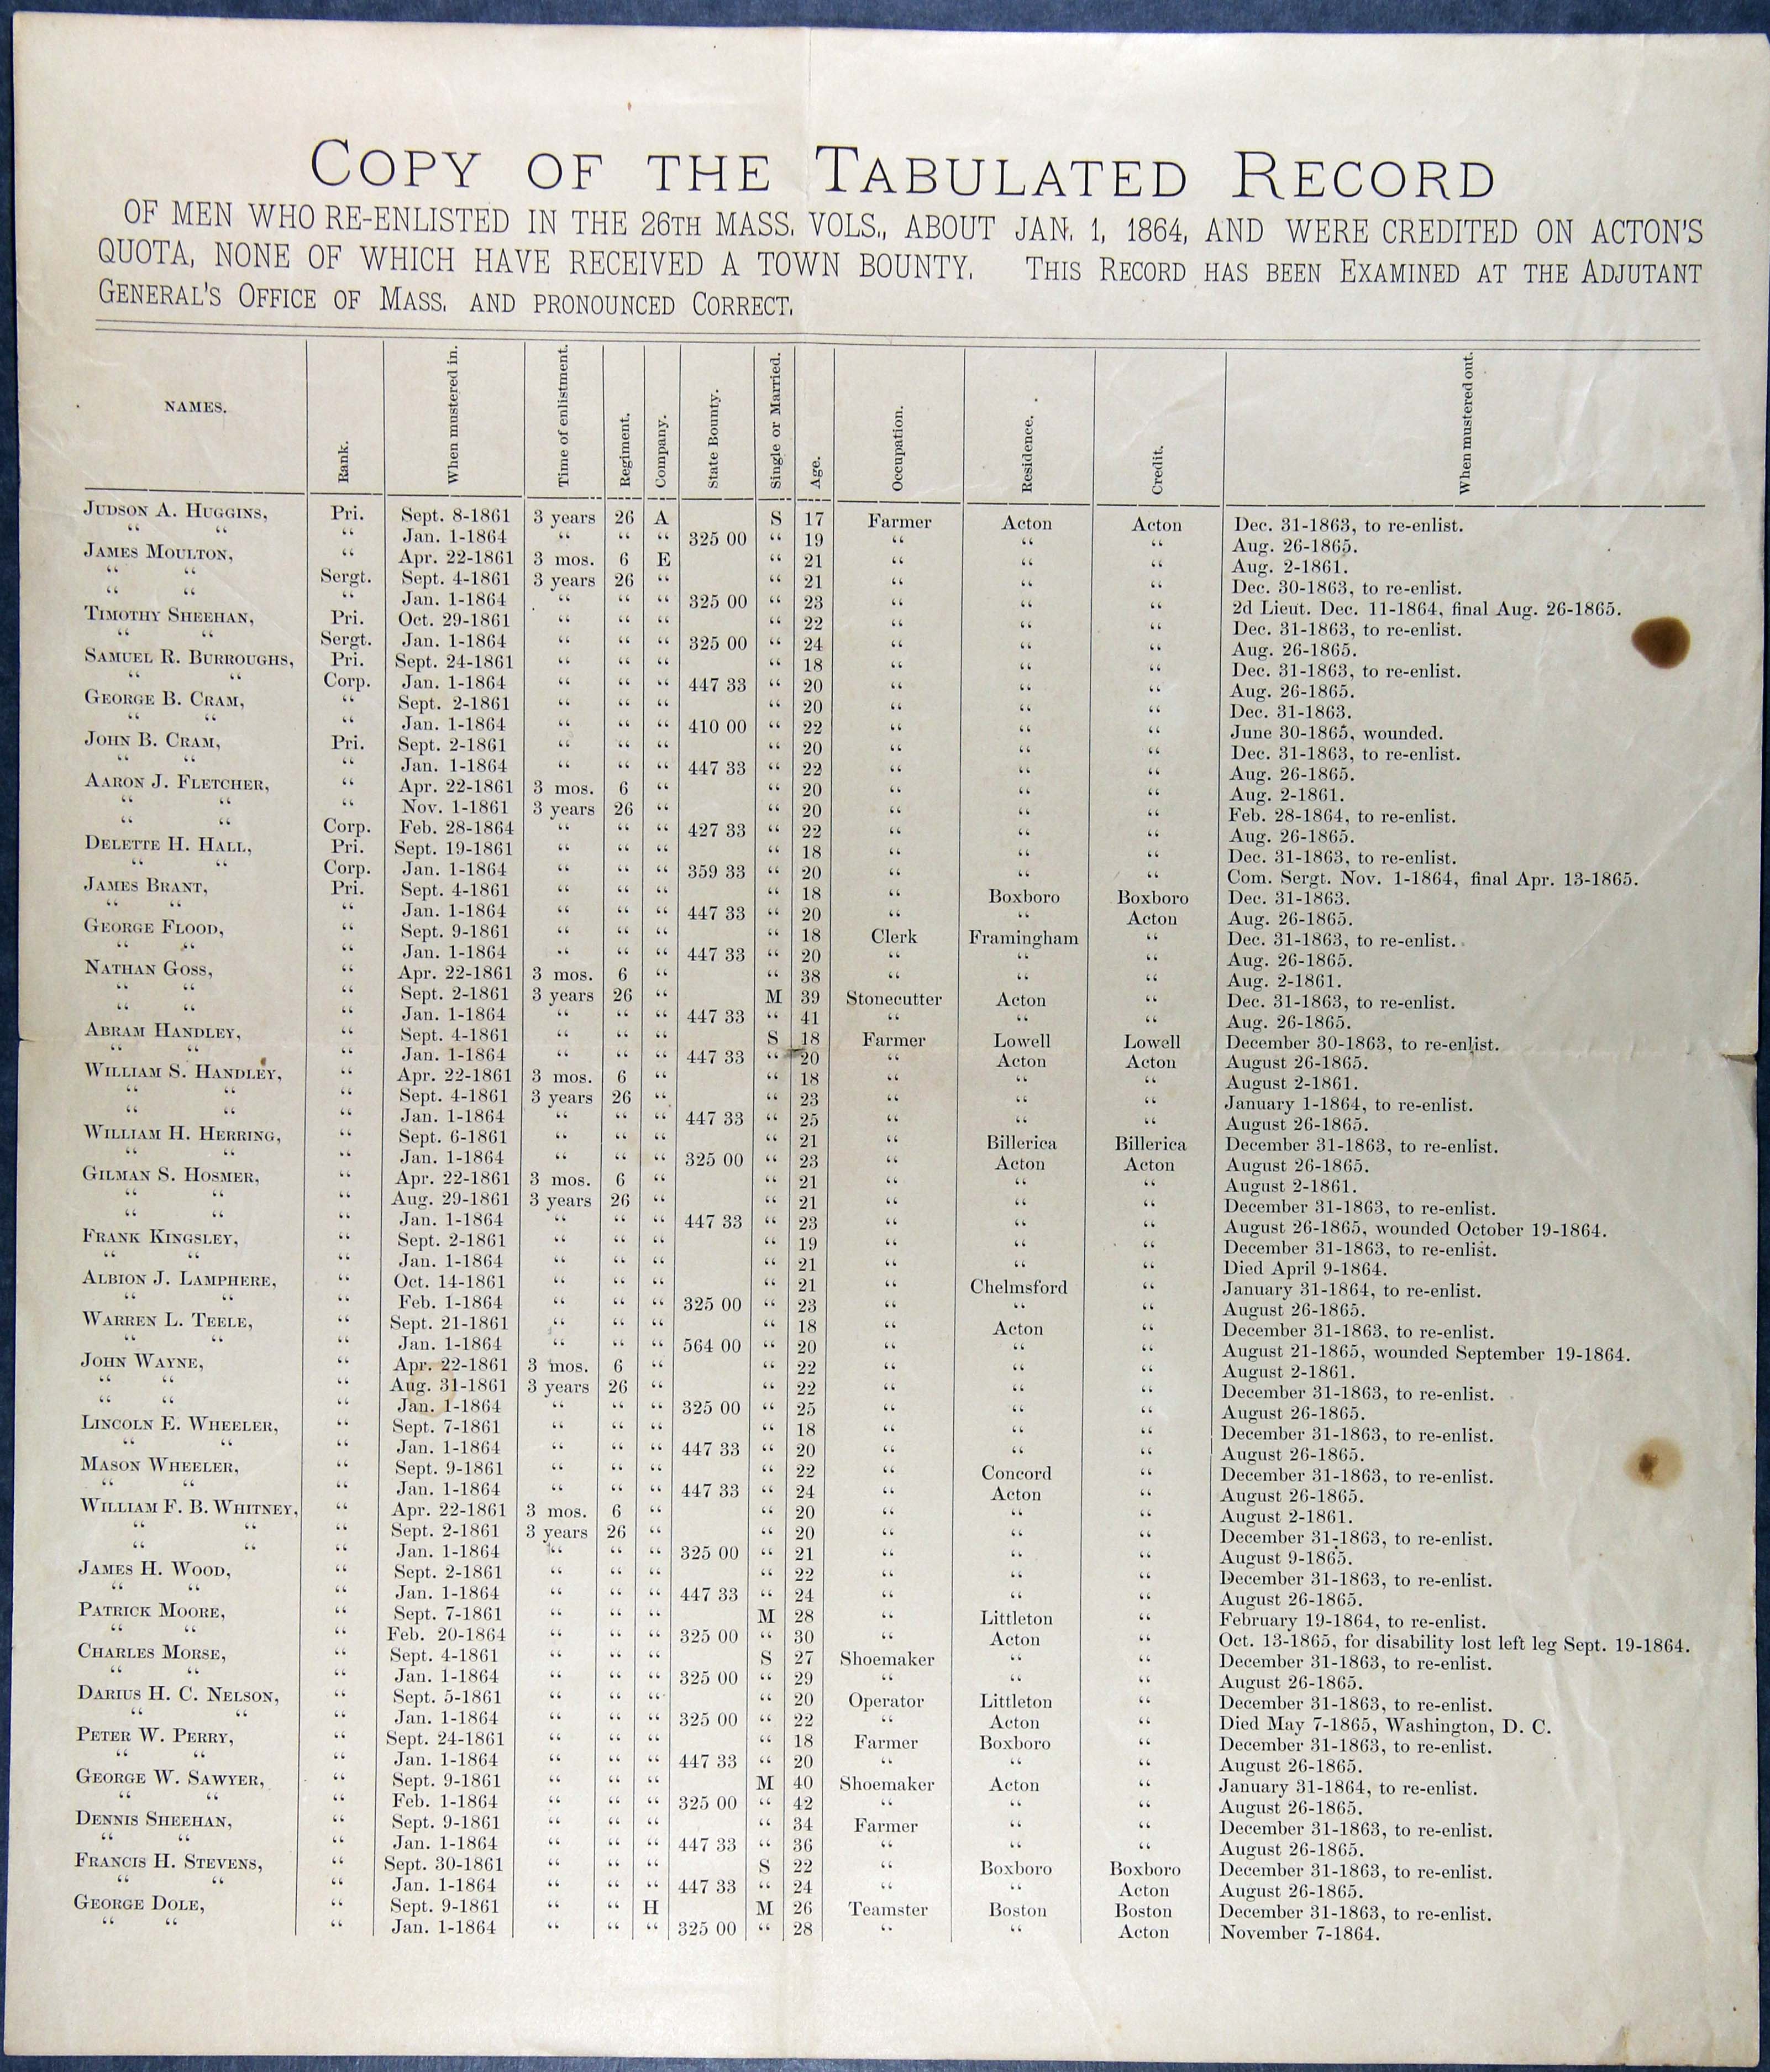 COPY OF THE TABULATED RECORD
OF MEN WHO RE-ENLISTED IN THE 26TH MASS. VOLS., ABOUT JAN. 1, 1864, AND WERE CREDITED ON ACTON'S
QUOTA, NONE OF WHICH HAVE RECEIVED A TOWN BOUNTY. THIS RECORD HAS BEEN EXAMINED AT THE ADJUTANT
GENERAL'S OFFICE OF MASS. AND PRONOUNCED CORRECT.
NAMES. Rank. When mustered in. Time of enlistment. Regiment. Company. State Bounty. Single or Married. Age. Occupation. Residence. Credit. When mustered out.
JUDSON A. HUGGINS, Pri. Sept. 8-1861 3 years 26 A S 17 Farmer Acton Acton Dec. 31-1863, to re-enlist.
“ “ “ Jan. 1-1864 “ “ “ 325 00 “ 19 “ “ “ Aug. 26-1865.
JAMES MOULTON, “ Apr. 22-1861 3 mos. 6 E “ 21 “ “ “ Aug. 2-1861.
“ “ Sergt. Sept. 4-1861 3 years 26 “ “ 21 “ “ “ Dec. 30-1863, to re-enlist.
“ “ “ Jan. 1-1864 “ “ “ 325 00 “ 23 “ “ “ 2d Lieut. Dec. 11-1864, final Aug. 26-1865.
TIMOTHY SHEEHAN, Pri. Oct. 29-1861 “ “ “ “ 22 “ “ “ Dec. 31-1863, to re-enlist.
“ “ Sergt. Jan. 1-1864 “ “ “ 325 00 “ 24 “ “ “ Aug. 26-1865.
SAMUEL R. BURROUGHS, Pri. Sept. 24-1861 “ “ “ “ 18 “ “ “ Dec. 31-1863, to re-enlist.
“ “ Corp. Jan. 1-1864 “ “ “ 447 33 “ 20 “ “ “ Aug. 26-1865.
GEORGE B. CRAM, “ Sept. 2-1861 “ “ “ “ 20 “ “ “ Dec. 31-1863.
“ “ “ Jan. 1-1864 “ “ “ 410 00 “ 22 “ “ “ June 30-1865, wounded.
JOHN B. CRAM, Pri. Sept. 2-1861 “ “ “ “ 20 “ “ “ Dec. 31-1863, to re-enlist.
“ “ “ Jan. 1-1864 “ “ “ 447 33 “ 22 “ “ “ Aug. 26-1865.
AARON J. FLETCHER, “ Apr. 22-1861 3 mos. 6 “ “ 20 “ “ “ Aug. 2-1861.
“ “ “ Nov. 1-1861 3 years 26 “ “ 20 “ “ “ Feb. 28-1864, to re-enlist.
“ “ Corp. Feb. 28-1864 “ “ “ 427 33 “ 22 “ “ “ Aug. 26-1865.
DELETTE H. HALL, Pri. Sept. 19-1861 “ “ “ “ 18 “ “ “ Dec. 31-1863, to re-enlist.
“ “ Corp. Jan. 1-1864 “ “ “ 359 33 “ 20 “ “ “ Com. Sergt. Nov. 1-1864, final Apr. 13-1865.
JAMES BRANT, Pri. Sept. 4-1861 “ “ “ “ 18 “ Boxboro Boxboro Dec. 31-1863.
“ “ “ Jan. 1-1864 “ “ “ 447 33 “ 20 “ “ Acton Aug. 26-1865.
GEORGE FLOOD, “ Sept. 9-1861 “ “ “ “ 18 Clerk Framingham “ Dec. 31-1863, to re-enlist.
“ “ “ Jan. 1-1864 “ “ “ 447 33 “ 20 “ “ “ Aug. 26-1865.
NATHAN GOSS, “ Apr. 22-1861 3 mos. 6 “ “ 38 “ “ “ Aug. 2-1861.
“ “ “ Sept. 2-1861 3 years 26 “ M 39 Stonecutter Acton “ Dec. 31-1863, to re-enlist.
“ “ “ Jan. 1-1864 “ “ “ 447 33 “ 41 “ “ “ Aug. 26-1865.
ABRAM HANDLEY, “ Sept. 4-1861 “ “ “ S 18 Farmer Lowell Lowell December 30-1863, to re-enlist.
“ “ “ Jan. 1-1864 “ “ “ 447 33 “ 20 “ Acton Acton August 26-1865.
WILLIAM S. HANDLEY, “ Apr. 22-1861 3 mos. 6 “ “ 18 “ “ “ August 2-1861.
“ “ “ Sept. 4-1861 3 years 26 “ “ 23 “ “ “ January 1-1864, to re-enlist.
“ “ “ Jan. 1-1864 “ “ “ 447 33 “ 25 “ “ “ August 26-1865.
WILLIAM H. HERRING, “ Sept. 6-1861 “ “ “ “ 21 “ Billerica Billerica December 31-1863, to re-enlist.
“ “ “ Jan. 1-1864 “ “ “ 325 00 “ 23 “ Acton Acton August 26-1865.
GILMAN S. HOSMER, “ Apr. 22-1861 3 mos. 6 “ “ 21 “ “ “ August 2-1861.
“ “ “ Aug. 29-1861 3 years 26 “ “ 21 “ “ “ December 31-1863, to re-enlist.
“ “ “ Jan. 1-1864 “ “ “ 447 33 “ 23 “ “ “ August 26-1865, wounded October 19-1864.
FRANK KINGSLEY, “ Sept. 2-1861 “ “ “ “ 19 “ “ “ December 31-1863, to re-enlist.
“ “ “ Jan. 1-1864 “ “ “ “ 21 “ “ “ Died April 9-1864.
ALBION J. LAMPHERE, “ Oct. 14-1861 “ “ “ “ 21 “ Chelmsford “ January 31-1864, to re-enlist.
“ “ “ Feb. 1-1864 “ “ “ 325 00 “ 23 “ “ “ August 26-1865.
WARREN L. TEELE, “ Sept. 21-1861 “ “ “ “ 18 “ Acton “ December 31-1863, to re-enlist.
“ “ “ Jan. 1-1864 “ “ “ 564 00 “ 20 “ “ “ August 21-1865, wounded September 19-1864.
JOHN WAYNE, “ Apr. 22-1861 3 mos. 6 “ “ 22 “ “ “ August 2-1861.
“ “ “ Aug. 31-1861 3 years 26 “ “ 22 “ “ “ December 31-1863, to re-enlist.
“ “ “ Jan. 1-1864 “ “ “ 325 00 “ 25 “ “ “ August 26-1865.
LINCOLN E. WHEELER, “ Sept. 7-1861 “ “ “ “ 18 “ “ “ December 31-1863, to re-enlist.
“ “ “ Jan. 1-1864 “ “ “ 447 33 “ 20 “ “ “ August 26-1865.
MASON WHEELER, “ Sept. 9-1861 “ “ “ “ 22 “ Concord “ December 31-1863, to re-enlist.
“ “ “ Jan. 1-1864 “ “ “ 447 33 “ 24 “ Acton “ August 26-1865.
WILLIAM F. B. WHITNEY, “ Apr. 22-1861 3 mos. 6 “ “ 20 “ “ “ August 2-1861.
“ “ “ Sept. 2-1861 3 years 26 “ “ 20 “ “ “ December 31-1863, to re-enlist.
“ “ “ Jan. 1-1864 “ “ “ 325 00 “ 21 “ “ “ August 9-1865.
JAMES H. WOOD, “ Sept. 2-1861 “ “ “ “ 22 “ “ “ December 31-1863, to re-enlist.
“ “ “ Jan. 1-1864 “ “ “ 447 33 “ 24 “ “ “ August 26-1865.
PATRICK MOORE, “ Sept. 7-1861 “ “ “ M 28 “ Littleton “ February 19-1864, to re-enlist.
“ “ “ Feb. 20-1864 “ “ “ 325 00 “ 30 “ Acton “ Oct. 13-1865, for disability lost left leg Sept. 19-1864.
CHARLES MORSE, “ Sept. 4-1861 “ “ “ S 27 Shoemaker “ “ December 31-1863, to re-enlist.
“ “ “ Jan. 1-1864 “ “ “ 325 00 “ 29 “ “ “ August 26-1865.
DARIUS H. C. NELSON, “ Sept. 5-1861 “ “ “ “ 20 Operator Littleton “ December 31-1863, to re-enlist.
“ “ “ Jan. 1-1864 “ “ “ 325 00 “ 22 “ Acton “ Died May 7-1865, Washington, D. C.
PETER W. PERRY, “ Sept. 24-1861 “ “ “ “ 18 Farmer Boxboro “ December 31-1863, to re-enlist.
“ “ “ Jan. 1-1864 “ “ “ 447 33 “ 20 “ “ “ August 26-1865.
GEORGE W. SAWYER, “ Sept. 9-1861 “ “ “ M 40 Shoemaker Acton “ January 31-1864, to re-enlist.
“ “ “ Feb. 1-1864 “ “ “ 325 00 “ 42 “ “ “ August 26-1865.
DENNIS SHEEHAN, “ Sept. 9-1861 “ “ “ “ 34 Farmer “ “ December 31-1863, to re-enlist.
“ “ “ Jan. 1-1864 “ “ “ 447 33 “ 36 “ “ “ August 26-1865.
FRANCIS H. STEVENS, “ Sept. 30-1861 “ “ “ S 22 “ Boxboro Boxboro December 31-1863, to re-enlist.
“ “ “ Jan. 1-1864 “ “ “ 447 33 “ 24 “ “ Acton August 26-1865.
GEORGE DOLE, “ Sept. 9-1861 “ “ H M 26 Teamster Boston Boston December 31-1863, to re-enlist.
“ “ “ Jan. 1-1864 “ “ “ 325 00 “ 28 “ “ Acton November 7-1864.